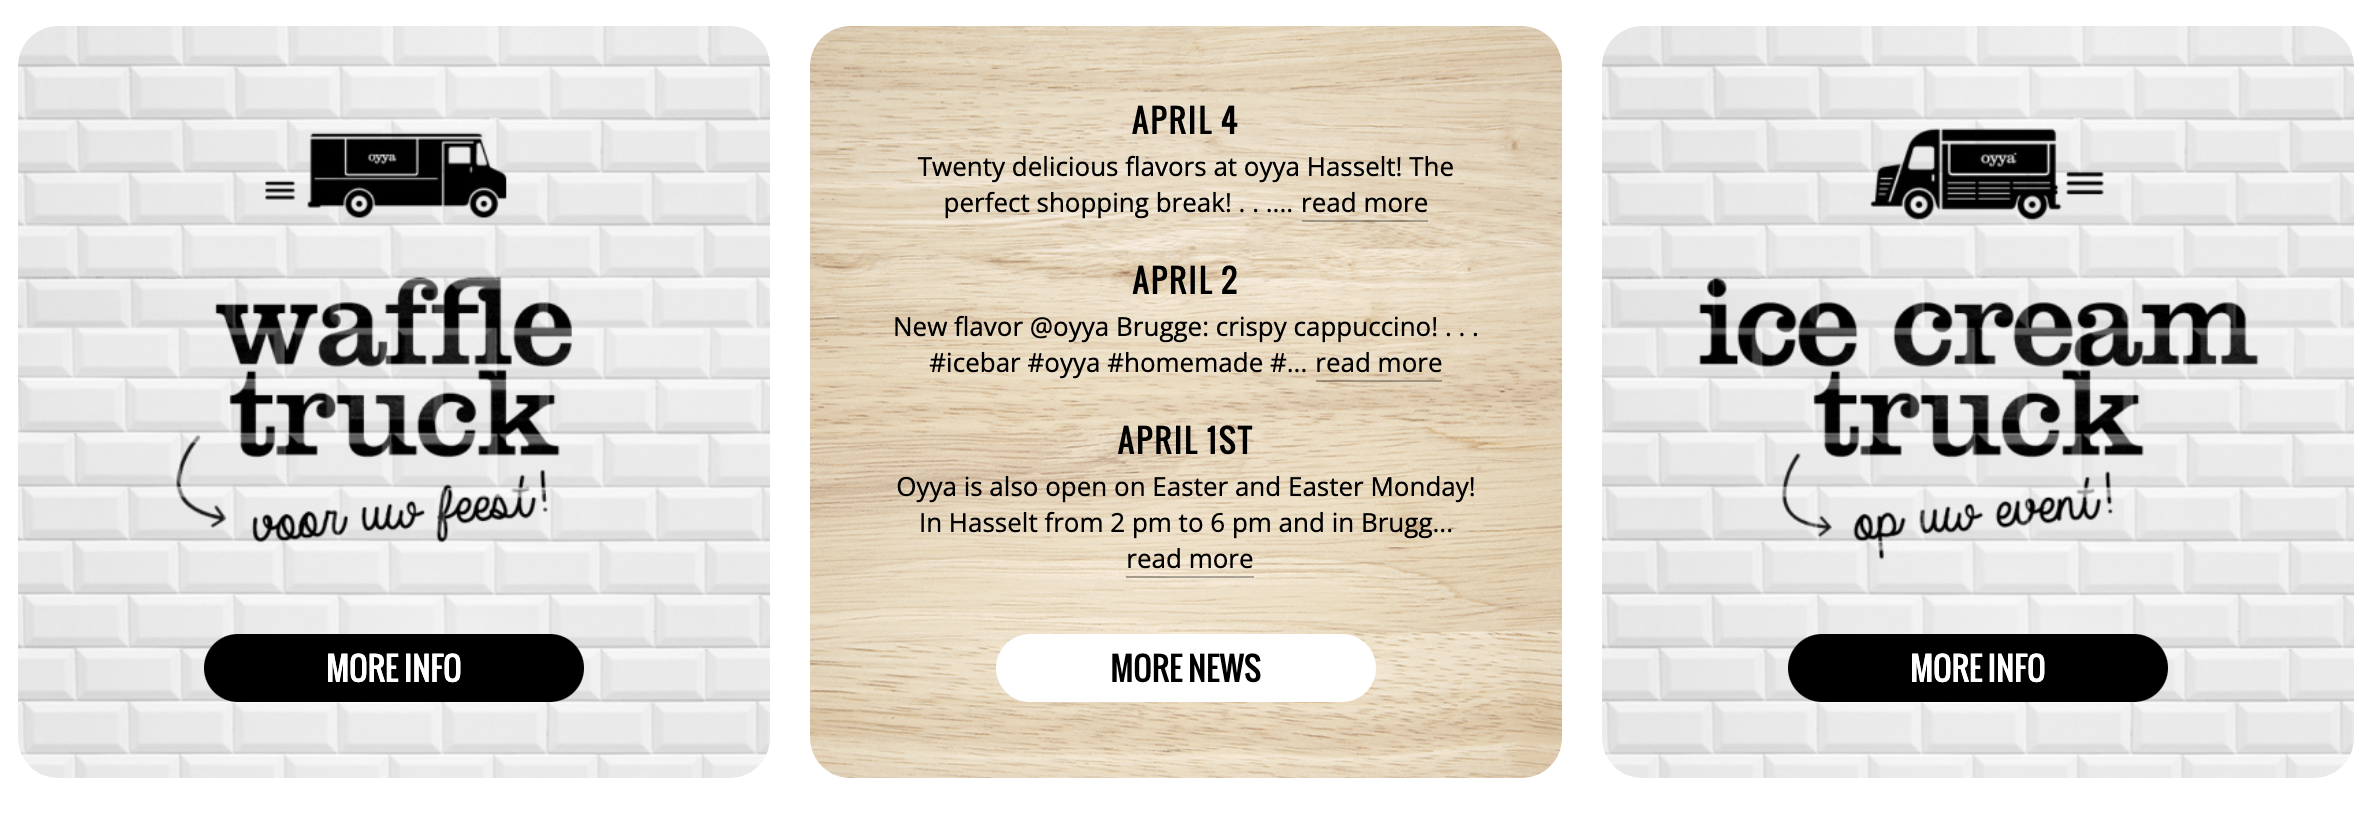 oyya
waffle
truck
voor uw feest!
MORE INFO
APRIL 4
Twenty delicious flavors at oyya Hasselt! The
perfect shopping break! . . .... read more
APRIL 2
New flavor @oyya Brugge: crispy cappuccino! . . .
#icebar #oyya #homemade #... read more
APRIL 1ST
Oyya is also open on Easter and Easter Monday!
In Hasselt from 2 pm to 6 pm and in Brugg...
read more
MORE NEWS
oyya
ice cream
truck
op uw event!
MORE INFO